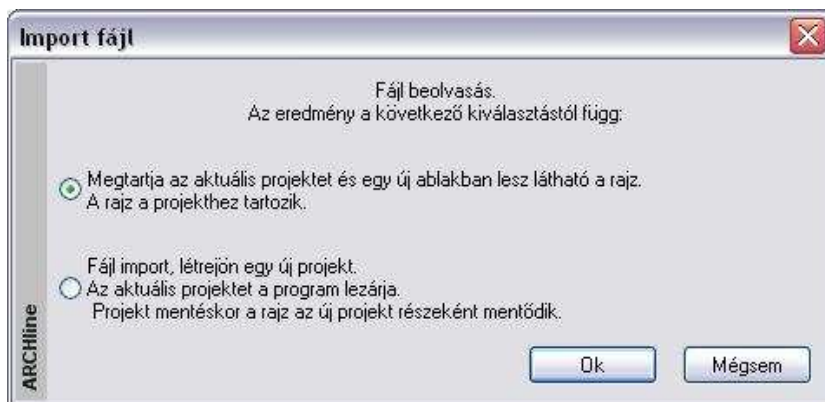 Import fájl
Fájl beolvasás.
Az eredmény a következő kiválasztástól függ:
Megtartja az aktuális projektet és egy új ablakban lesz látható a rajz.
A rajz a projekthez tartozik.
Fájl import, létrejön egy új projekt.
Az aktuális projektet a program lezárja.
Projekt mentéskor a rajz az új projekt részeként mentődik.
ARCHline
Ok
Mégsem